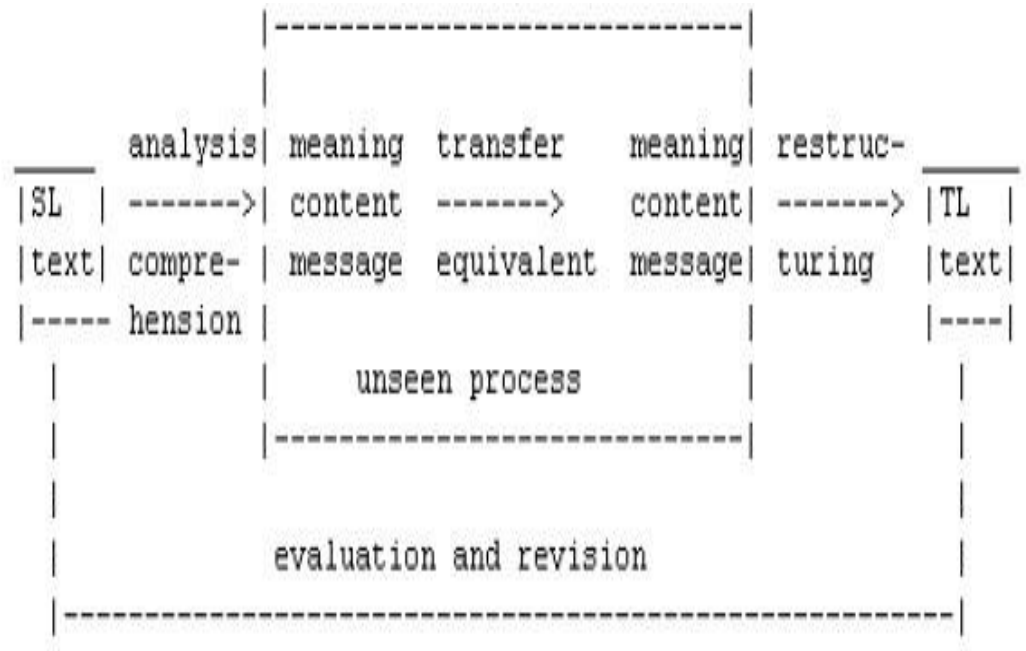 analysis meaning transfer meaning restruc-
SL -------> content -------> content -------> TL
text compre- message equivalent message turing text
hension
unseen process
evaluation and revision